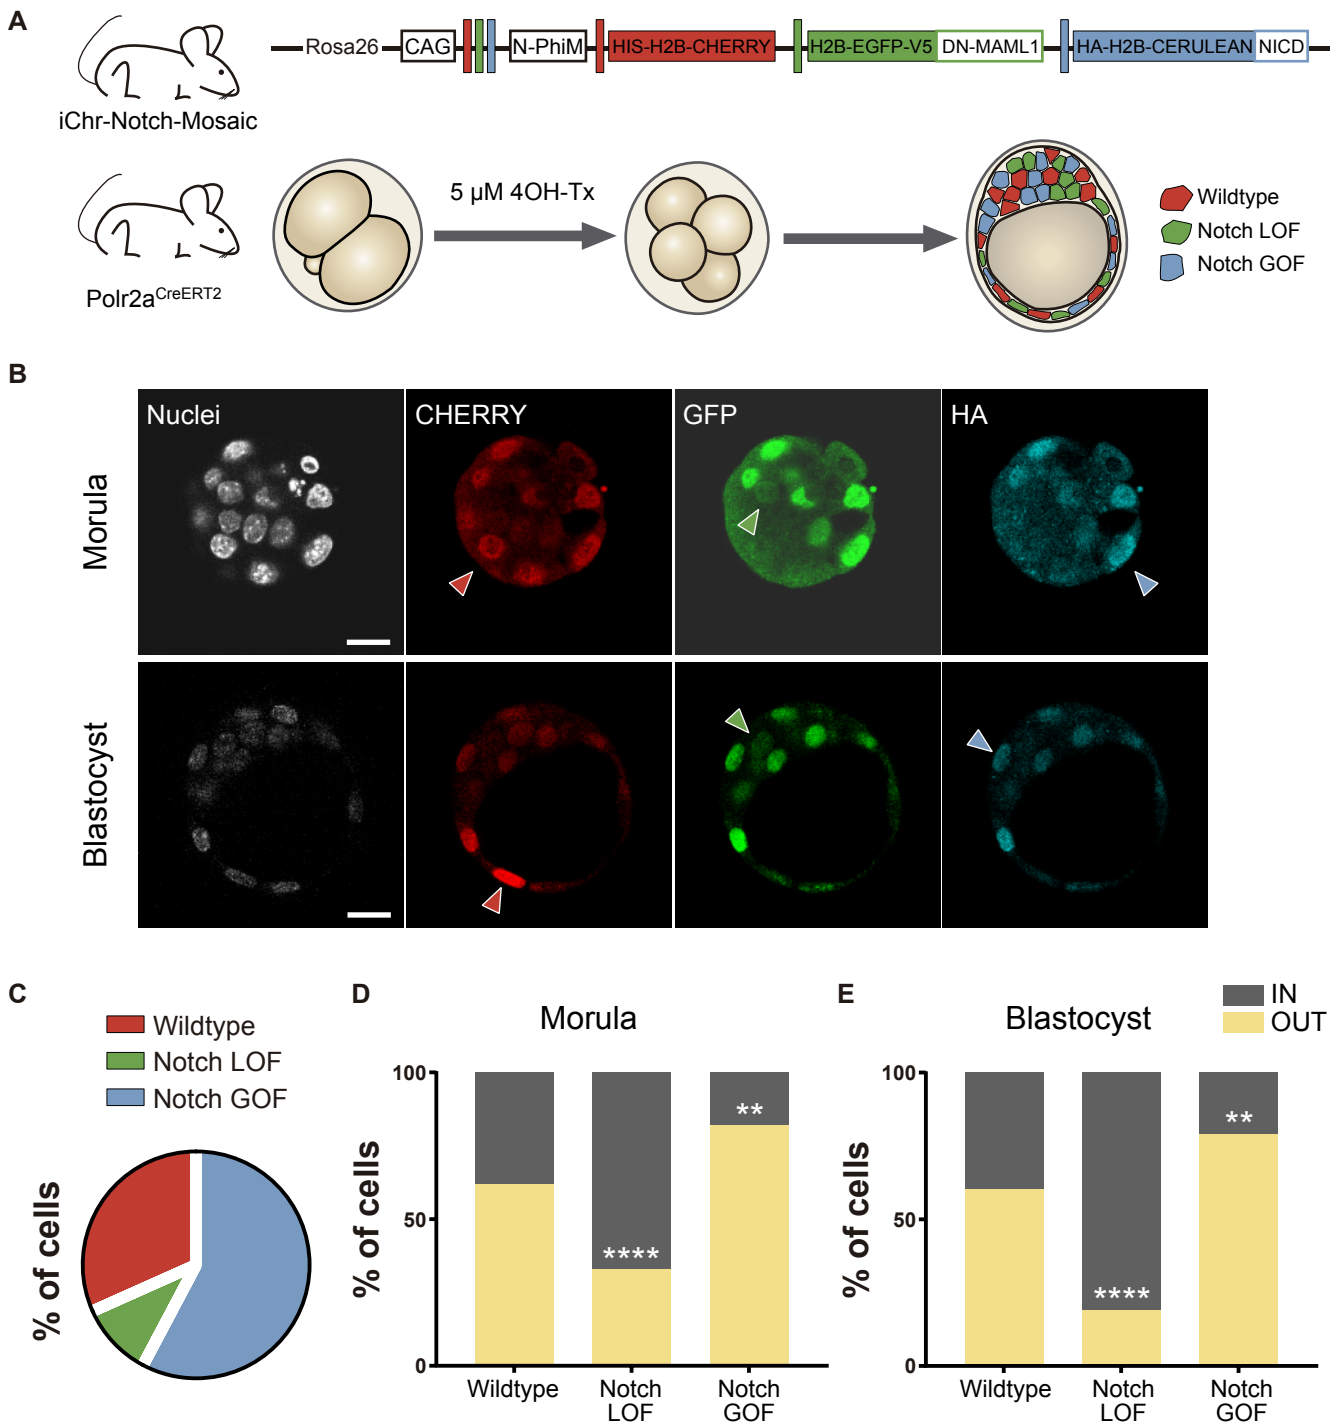 A
Rosa26 CAG N-PhiM HIS-H2B-CHERRY H2B-EGFP-V5 DN-MAML1 HA-H2B-CERULEAN NICD
iChr-Notch-Mosaic
5 µM 4OH-Tx
Polr2aCreERT2
Wildtype
Notch LOF
Notch GOF
B
Nuclei CHERRY GFP HA
Morula
Blastocyst
C
Wildtype
Notch LOF
Notch GOF
% of cells
D
Morula
% of cells
100
50
0
**
****
Wildtype Notch LOF Notch GOF
E
Blastocyst
IN
OUT
% of cells
100
50
0
**
****
Wildtype Notch LOF Notch GOF